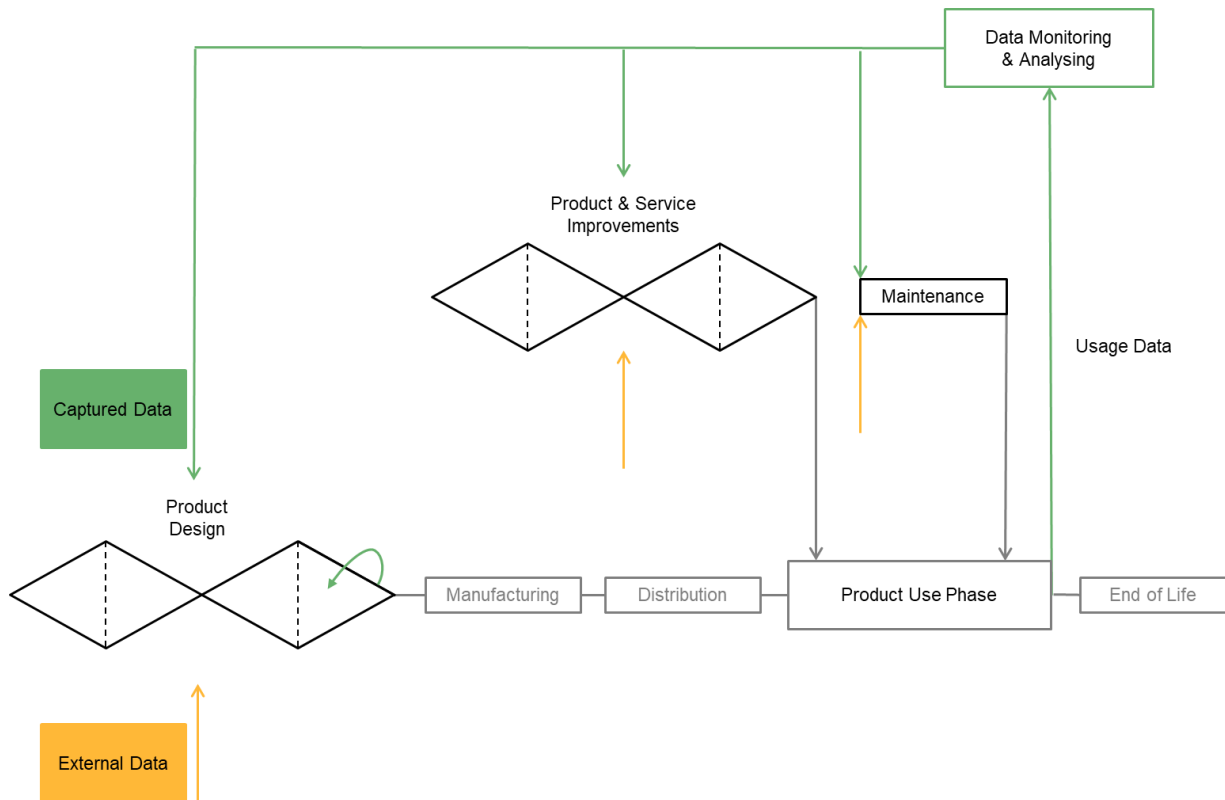 Data Monitoring
& Analysing
Product & Service
Improvements
Maintenance
Usage Data
Captured Data
Product
Design
Manufacturing
Distribution
Product Use Phase
End of Life
External Data